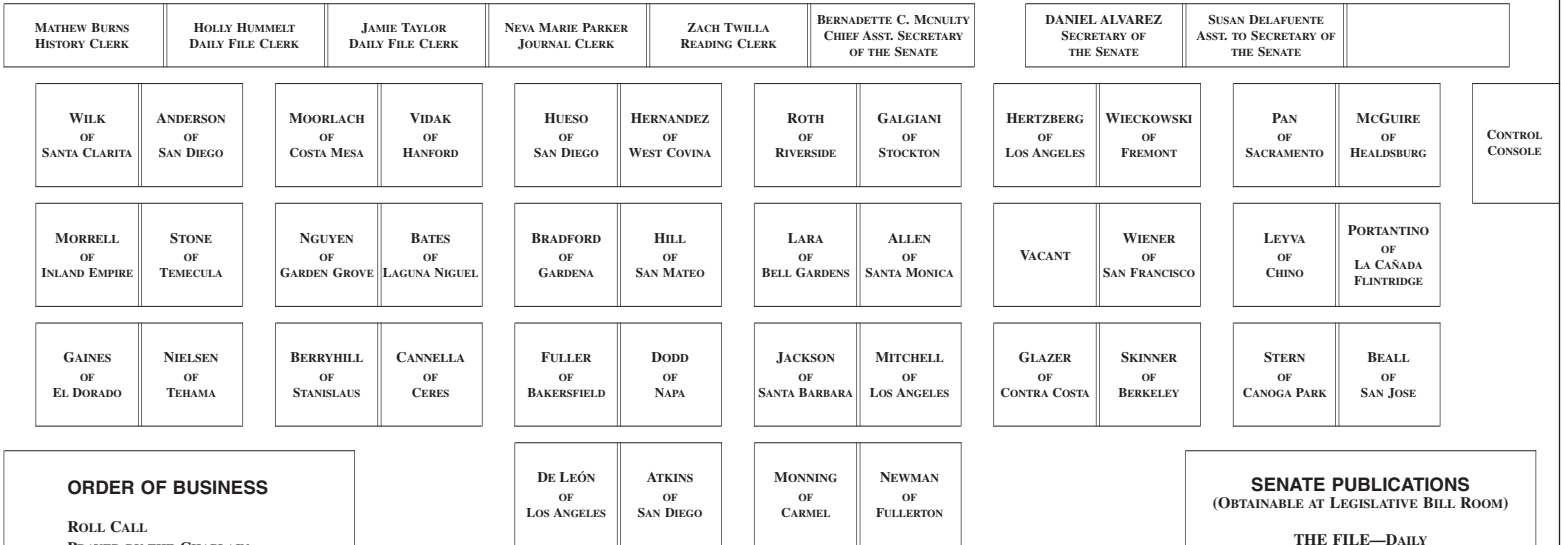 MATHEW BURNS
HISTORY CLERK
HOLLY HUMMELT
DAILY FILE CLERK
JAMIE TAYLOR
DAILY FILE CLERK
NEVA MARIE PARKER
JOURNAL CLERK
ZACH TWILLA
READING CLERK
BERNADETTE C. MCNULTY
CHIEF ASST. SECRETARY
OF THE SENATE
DANIEL ALVAREZ
SECRETARY OF
THE SENATE
SUSAN DELAFUENTE
ASST. TO SECRETARY OF
THE SENATE
WILK
OF
SANTA CLARITA
ANDERSON
OF
SAN DIEGO
MOORLACH
OF
COSTA MESA
VIDAK
OF
HANFORD
HUESO
OF
SAN DIEGO
HERNANDEZ
OF
WEST COVINA
ROTH
OF
RIVERSIDE
GALGIANI
OF
STOCKTON
HERTZBERG
OF
LOS ANGELES
WIECKOWSKI
OF
FREMONT
PAN
OF
SACRAMENTO
MCGUIRE
OF
HEALDSBURG
CONTROL
CONSOLE
MORRELL
OF
INLAND EMPIRE
STONE
OF
TEMECULA
NGUYEN
OF
GARDEN GROVE
BATES
OF
LAGUNA NIGUEL
BRADFORD
OF
GARDENA
HILL
OF
SAN MATEO
LARA
OF
BELL GARDENS
ALLEN
OF
SANTA MONICA
VACANT
WIENER
OF
SAN FRANCISCO
LEYVA
OF
CHINO
PORTANTINO
OF
LA CAÑADA
FLINTRIDGE
GAINES
OF
EL DORADO
NIELSEN
OF
TEHAMA
BERRYHILL
OF
STANISLAUS
CANNELLA
OF
CERES
FULLER
OF
BAKERSFIELD
DODD
OF
NAPA
JACKSON
OF
SANTA BARBARA
MITCHELL
OF
LOS ANGELES
GLAZER
OF
CONTRA COSTA
SKINNER
OF
BERKELEY
STERN
OF
CANOGA PARK
BEALL
OF
SAN JOSE
DE LEÓN
OF
LOS ANGELES
ATKINS
OF
SAN DIEGO
MONNING
OF
CARMEL
NEWMAN
OF
FULLERTON
ORDER OF BUSINESS
ROLL CALL
SENATE PUBLICATIONS
(OBTAINABLE AT LEGISLATIVE BILL ROOM)
THE FILE—DAILY